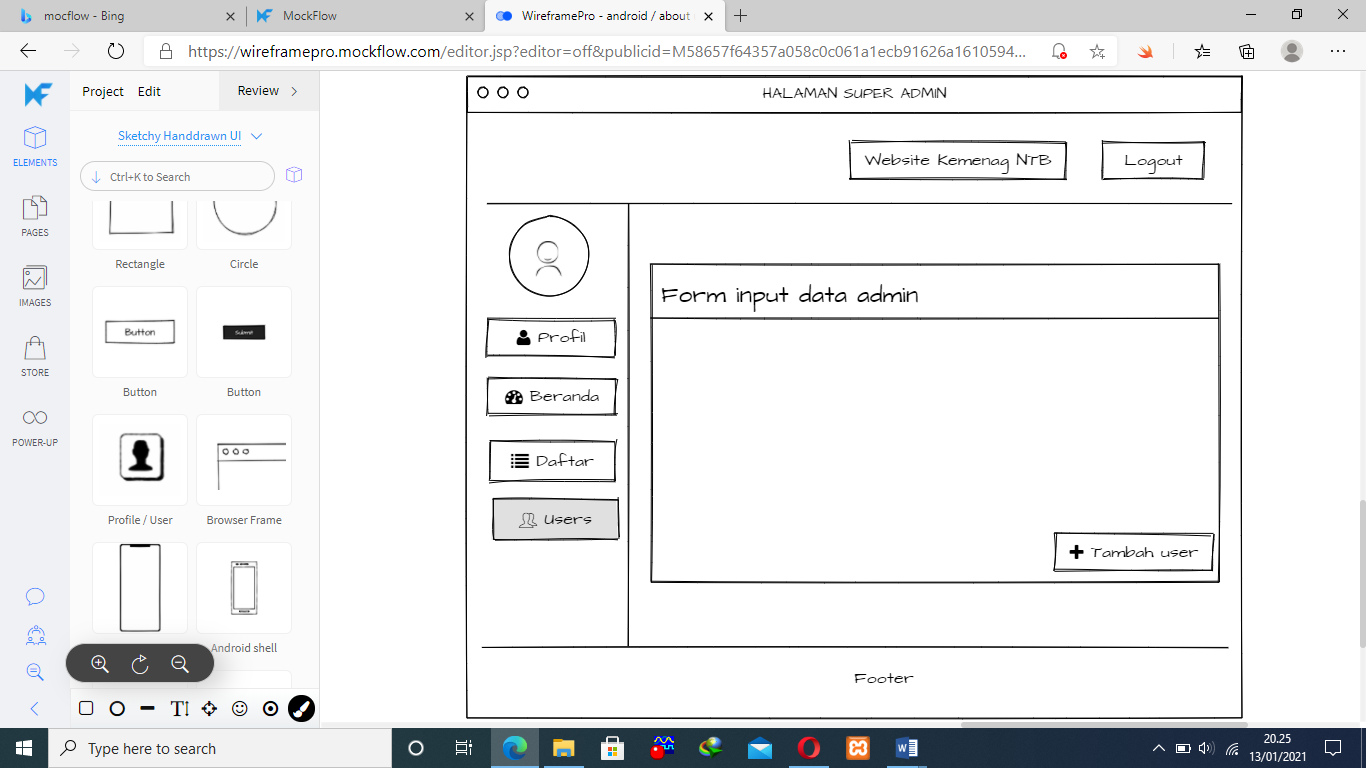 mocflow - Bing
MockFlow
WireframePro - android / about
https://wireframepro.mockflow.com/editor.jsp?editor=off&publicid=M58657f64357a058c0c061a1ecb91626a1610594...
Project Edit Review
Sketchy Handdrawn UI
Ctrl+K to Search
ELEMENTS
PAGES
IMAGES
STORE
POWER-UP
Rectangle Circle
Button
Submit
Button Button
Profile / User Browser Frame
Android shell
HALAMAN SUPER ADMIN
Website Kemenag NTB Logout
Profil
Beranda
Daftar
Users
Form input data admin
Tambah user
Footer
Type here to search
20.25
13/01/2021